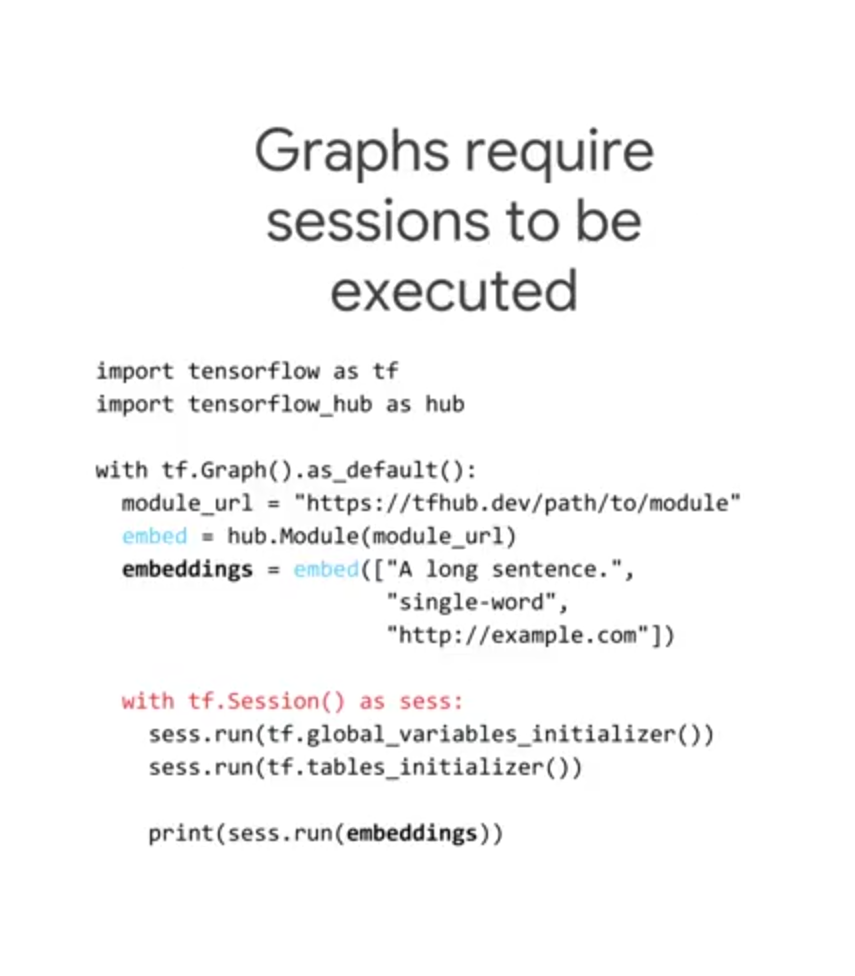 Graphs require
sessions to be
executed
import tensorflow as tf
import tensorflow_hub as hub
with tf.Graph().as_default():
module_url = "https://tfhub.dev/path/to/module"
embed = hub.Module(module_url)
embeddings = embed(["A long sentence.",
"single-word",
"http://example.com"])
with tf.Session() as sess:
sess.run(tf.global_variables_initializer())
sess.run(tf.tables_initializer())
print(sess.run(embeddings))